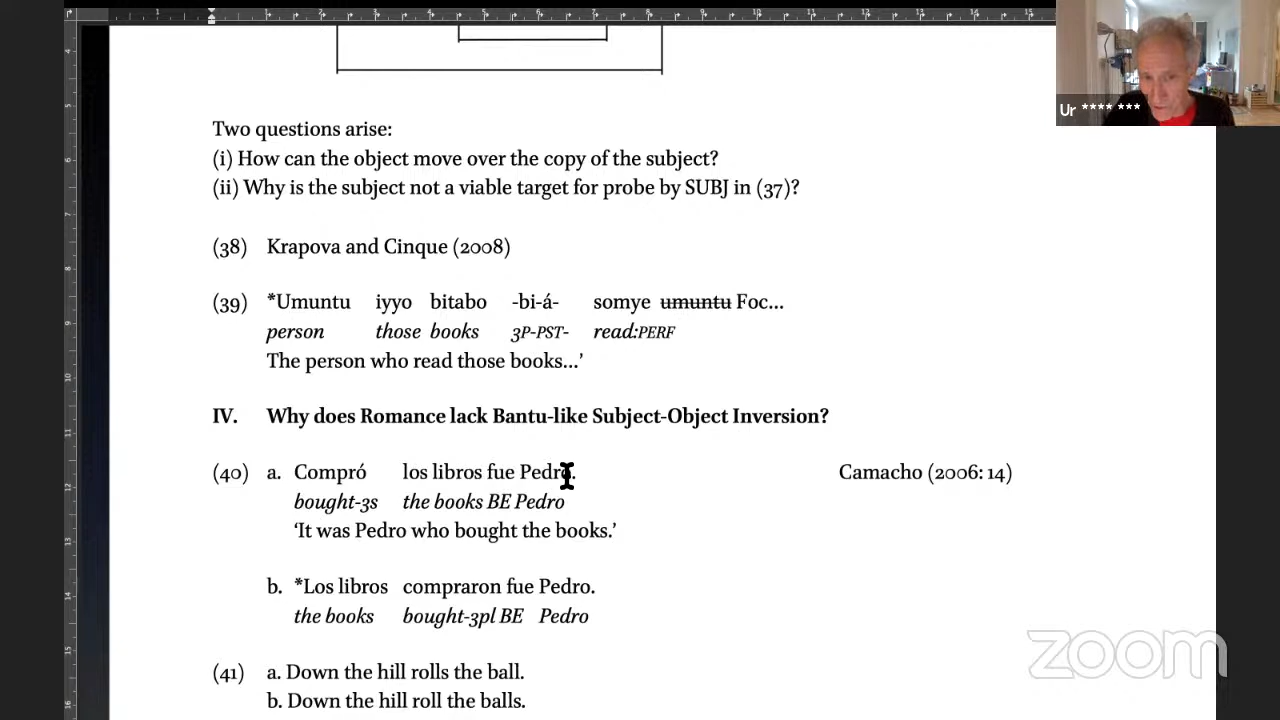 Ur **** ***
Two questions arise:
(i) How can the object move over the copy of the subject?
(ii) Why is the subject not a viable target for probe by SUBJ in (37)?
(38) Krapova and Cinque (2008)
(39) *Umuntu iyyo bitabo -bi-á- somye umuntu Foc...
person those books 3P-PST- read:PERF
The person who read those books...’
IV. Why does Romance lack Bantu-like Subject-Object Inversion?
(40) a. Compró los libros fue Pedro. Camacho (2006: 14)
bought-3s the books BE Pedro
‘It was Pedro who bought the books.’
b. *Los libros compraron fue Pedro.
the books bought-3pl BE Pedro
(41) a. Down the hill rolls the ball.
b. Down the hill roll the balls.
zoom